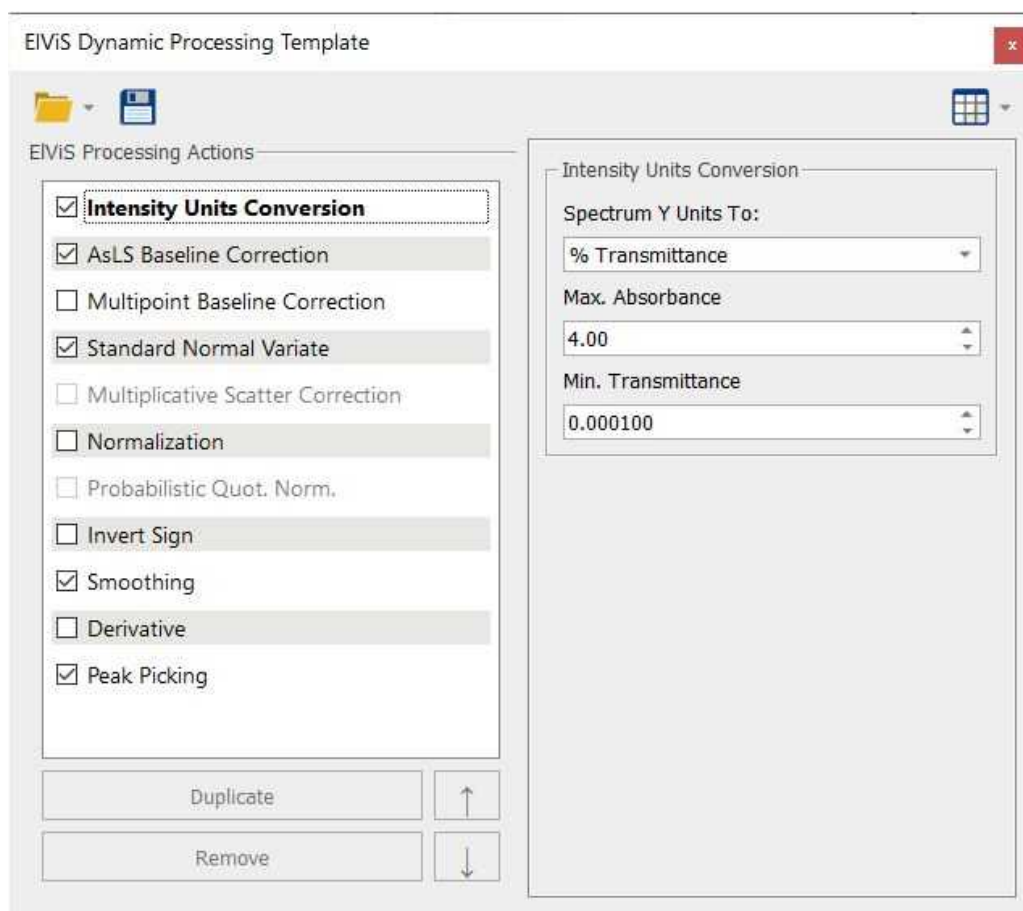 ElViS Dynamic Processing Template
x
ElViS Processing Actions
Intensity Units Conversion
AsLS Baseline Correction
Multipoint Baseline Correction
Standard Normal Variate
Multiplicative Scatter Correction
Normalization
Probabilistic Quot. Norm.
Invert Sign
Smoothing
Derivative
Peak Picking
Duplicate
↑
Remove
↓
Intensity Units Conversion
Spectrum Y Units To:
% Transmittance
Max. Absorbance
4.00
Min. Transmittance
0.000100